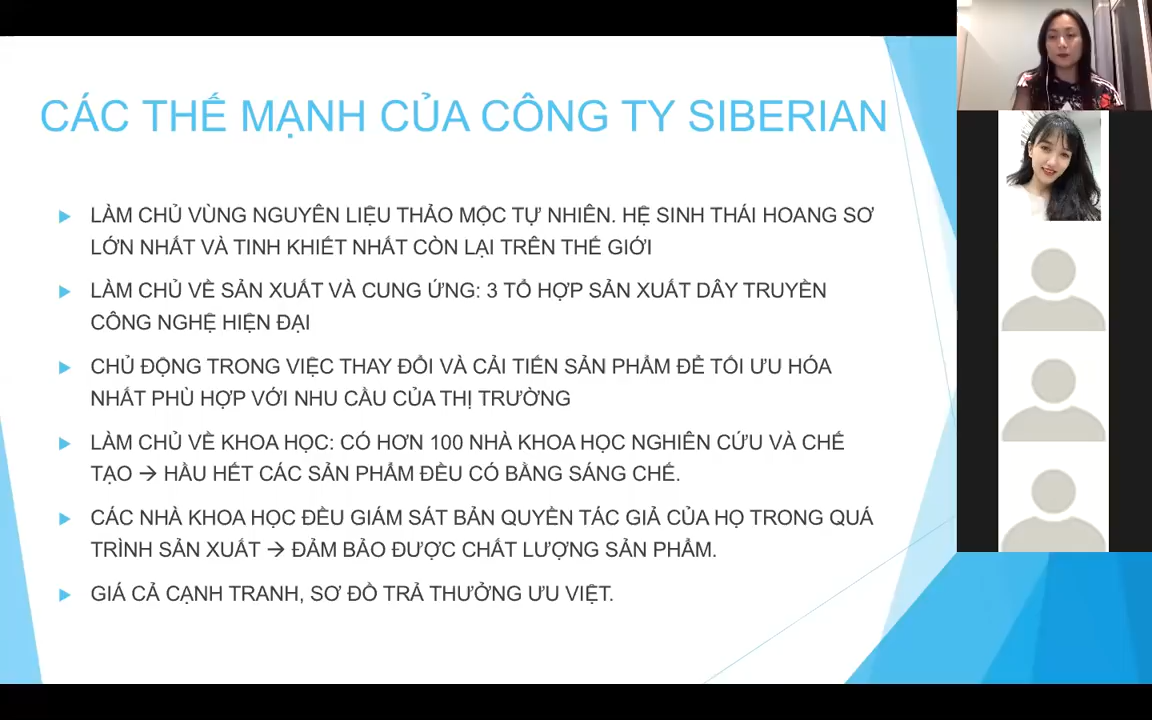 CÁC THẾ MẠNH CỦA CÔNG TY SIBERIAN
LÀM CHỦ VÙNG NGUYÊN LIỆU THẢO MỘC TỰ NHIÊN. HỆ SINH THÁI HOANG SƠ
LỚN NHẤT VÀ TINH KHIẾT NHẤT CÒN LẠI TRÊN THẾ GIỚI
LÀM CHỦ VỀ SẢN XUẤT VÀ CUNG ỨNG: 3 TỔ HỢP SẢN XUẤT DÂY TRUYỀN
CÔNG NGHỆ HIỆN ĐẠI
CHỦ ĐỘNG TRONG VIỆC THAY ĐỔI VÀ CẢI TIẾN SẢN PHẨM ĐỂ TỐI ƯU HÓA
NHẤT PHÙ HỢP VỚI NHU CẦU CỦA THỊ TRƯỜNG
LÀM CHỦ VỀ KHOA HỌC: CÓ HƠN 100 NHÀ KHOA HỌC NGHIÊN CỨU VÀ CHẾ
TẠO → HẦU HẾT CÁC SẢN PHẨM ĐỀU CÓ BẰNG SÁNG CHẾ.
CÁC NHÀ KHOA HỌC ĐỀU GIÁM SÁT BẢN QUYỀN TÁC GIẢ CỦA HỌ TRONG QUÁ
TRÌNH SẢN XUẤT → ĐẢM BẢO ĐƯỢC CHẤT LƯỢNG SẢN PHẨM.
GIÁ CẢ CẠNH TRANH, SƠ ĐỒ TRẢ THƯỞNG ƯU VIỆT.